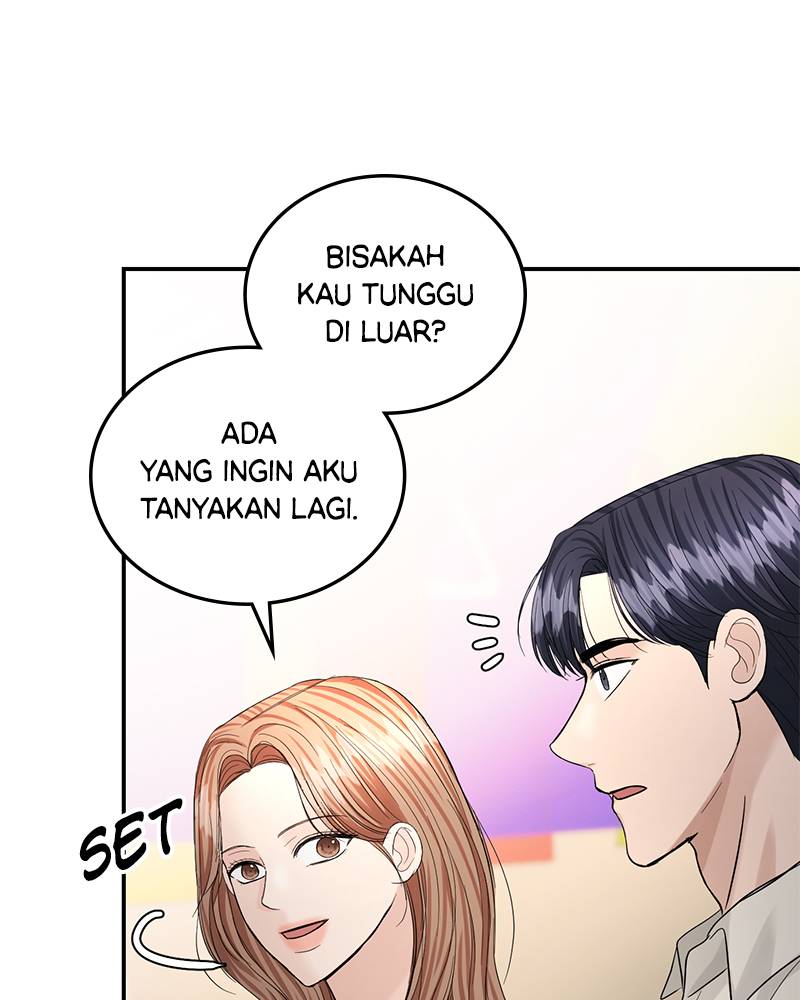 BISAKAH
KAU TUNGGU
DI LUAR?
ADA
YANG INGIN AKU
TANYAKAN LAGI.
SET